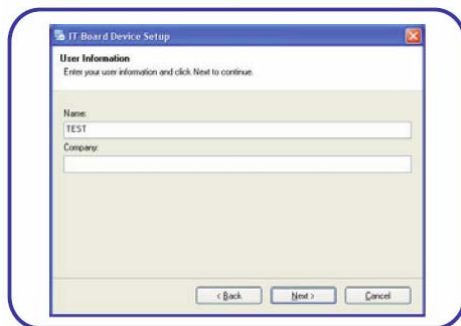 IT-Board Device Setup
User Information
Enter your user information and click Next to continue.
Name:
TEST
Company:
< Back Next > Cancel